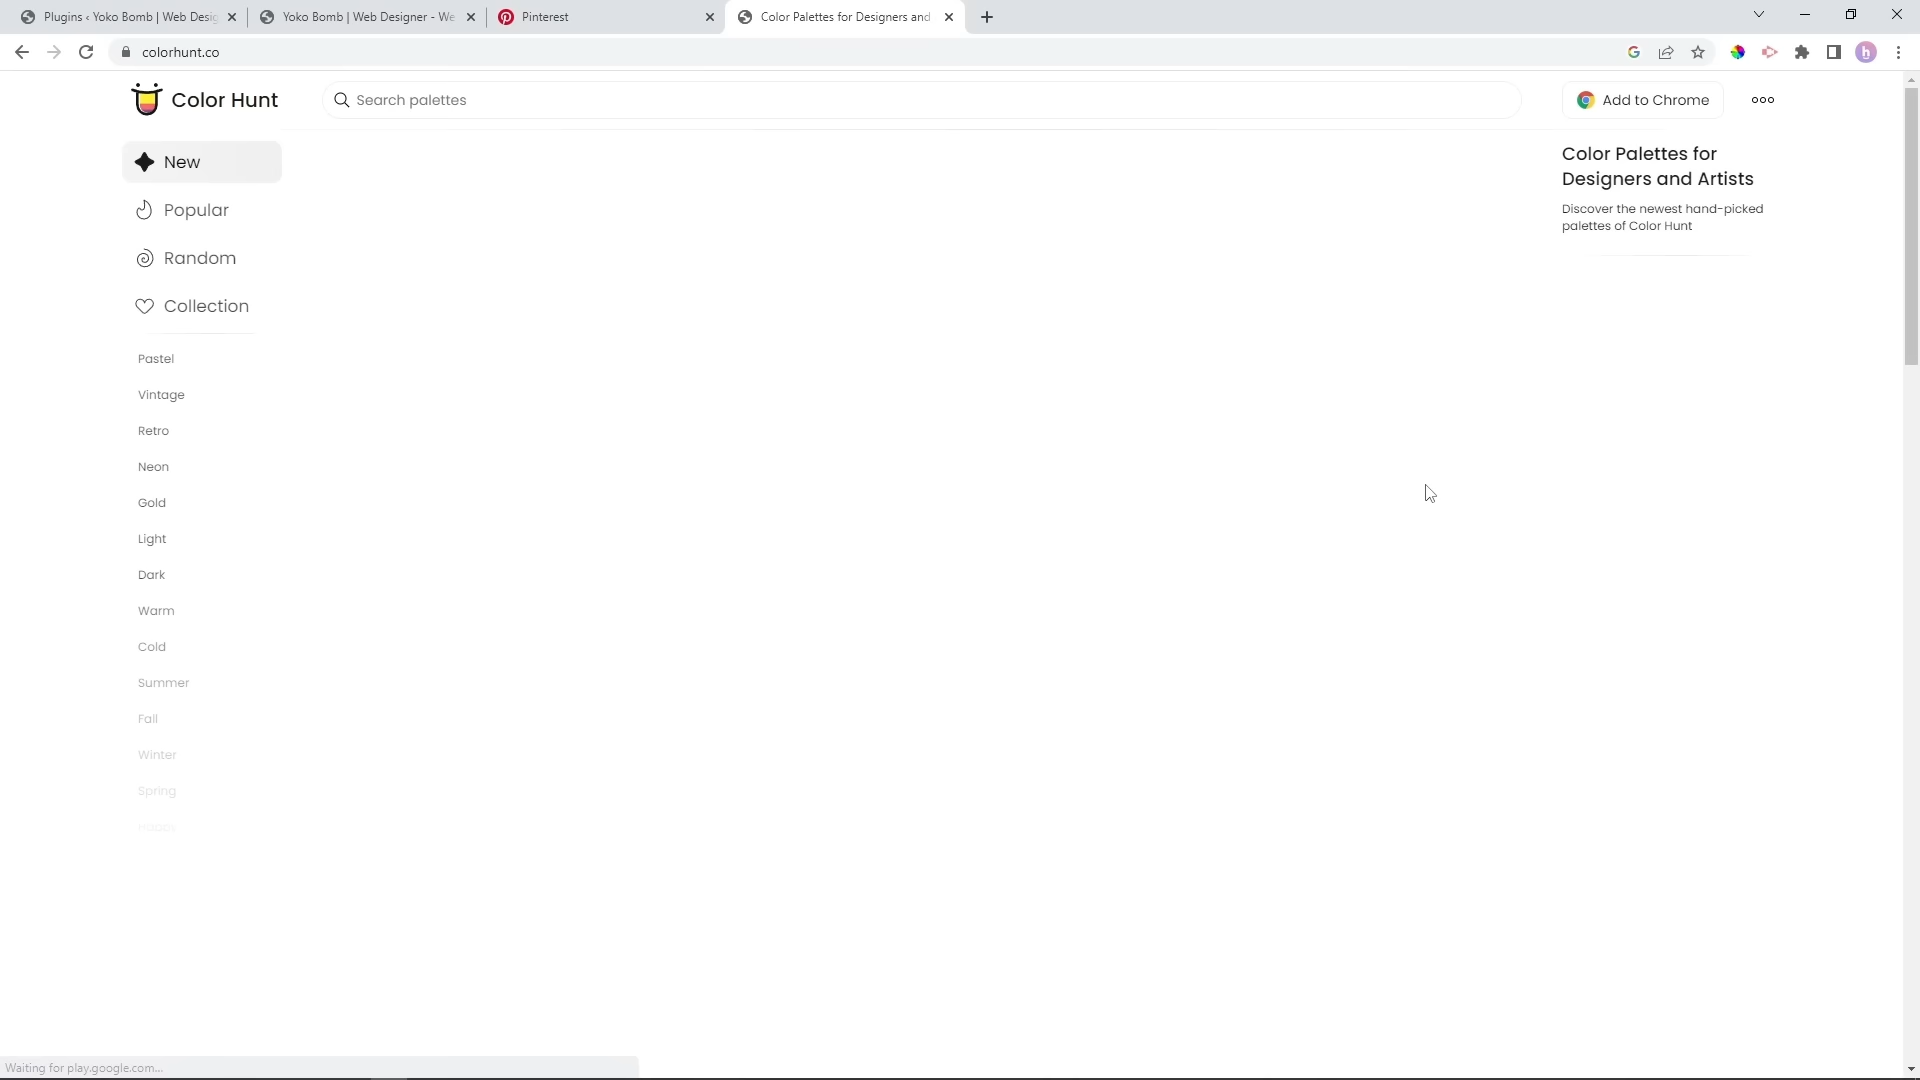 Plugins ‹ Yoko Bomb | Web Desig
Yoko Bomb | Web Designer - We
Pinterest
Color Palettes for Designers and
colorhunt.co
Color Hunt
Search palettes
Add to Chrome
New
Popular
Random
Collection
Pastel
Vintage
Retro
Neon
Gold
Light
Dark
Warm
Cold
Summer
Fall
Winter
Spring
Happy
Color Palettes for
Designers and Artists
Discover the newest hand-picked
palettes of Color Hunt
Waiting for play.google.com...